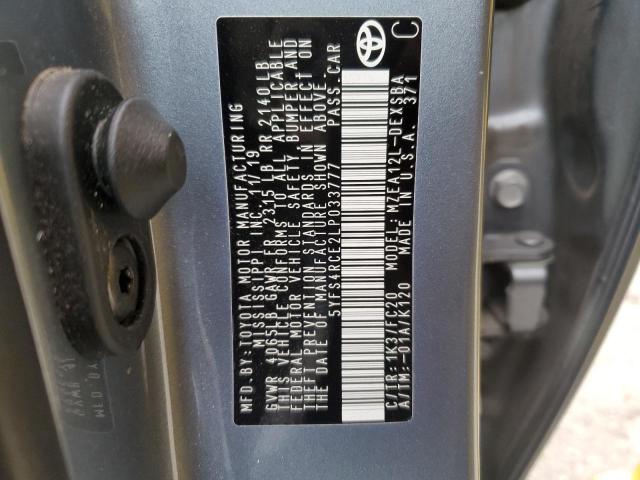 MFD. BY: TOYOTA MOTOR MANUFACTURING
MISSISSIPPI INC. 11/19
GVWR 4065LB GAWR FR 2315 LB RR 2140LB
THIS VEHICLE CONFORMS TO ALL APPLICABLE
FEDERAL MOTOR VEHICLE SAFETY BUMPER, AND
THEFT PREVENTION STANDARDS IN EFFECT ON
THE DATE OF MANUFACTURE SHOWN ABOVE.
5YFS4RCE2LP033777 PASS. CAR
C/TR: 1K3/FC20 MODEL: MZEA12L-DEXSBA
A/TM: -01A/K120 MADE IN U.S.A. 371
C